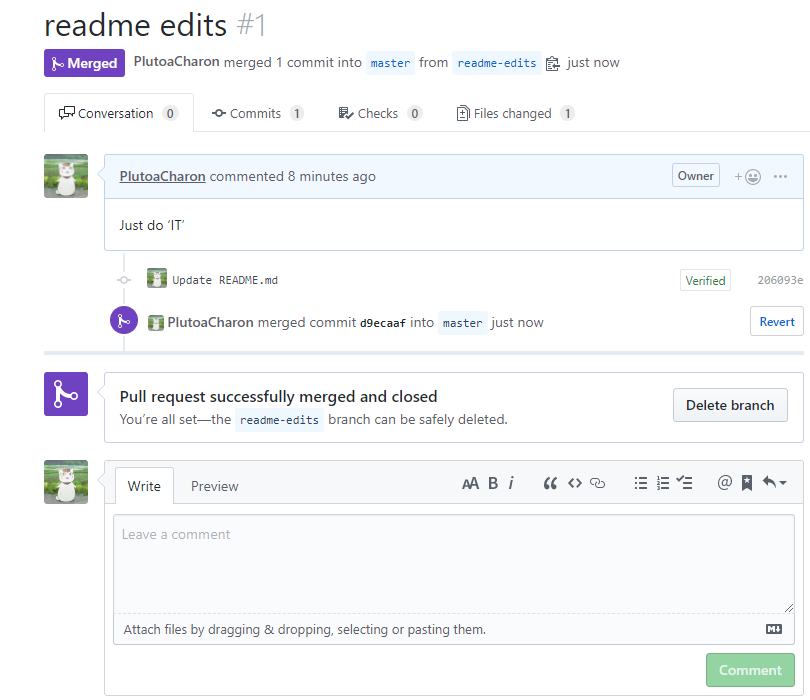 readme edits #1
Merged PlutoaCharon merged 1 commit into master from readme-edits just now
Conversation 0 Commits 1 Checks 0 Files changed 1
PlutoaCharon commented 8 minutes ago Owner
Just do ‘IT’
Update README.md Verified 206093e
PlutoaCharon merged commit d9ecaaf into master just now Revert
Pull request successfully merged and closed
You’re all set—the readme-edits branch can be safely deleted. Delete branch
Write Preview AA B i @
Leave a comment
Attach files by dragging & dropping, selecting or pasting them. M
Comment